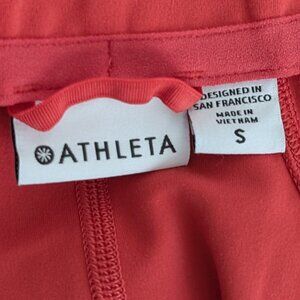 ATHLETA
DESIGNED IN
SAN FRANCISCO
MADE IN
VIETNAM
S